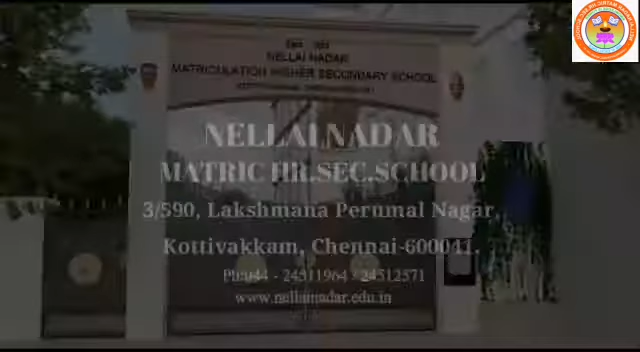 NELLAI NADAR
MATRICULATION HIGHER SECONDARY SCHOOL
NELLAI NADAR
MATRIC HR.SEC.SCHOOL
3/590, Lakshmana Perumal Nagar,
Kottivakkam, Chennai-600041.
Ph:044 - 24511964 / 24512571
www.nellainadar.edu.in